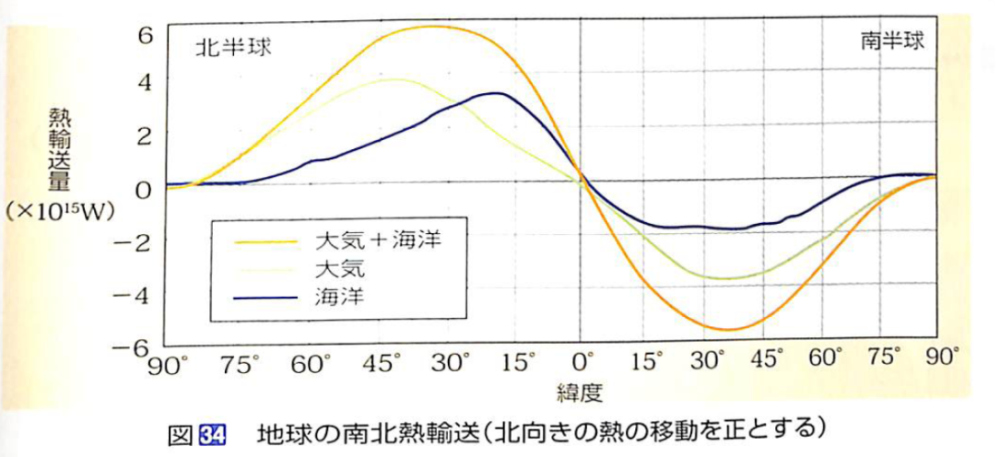 北半球
南半球
6
4
2
0
−2
−4
−6
熱輸送量
(×10¹⁵W)
大気+海洋
大気
海洋
90° 75° 60° 45° 30° 15° 0° 15° 30° 45° 60° 75° 90°
緯度
図34 地球の南北熱輸送(北向きの熱の移動を正とする)